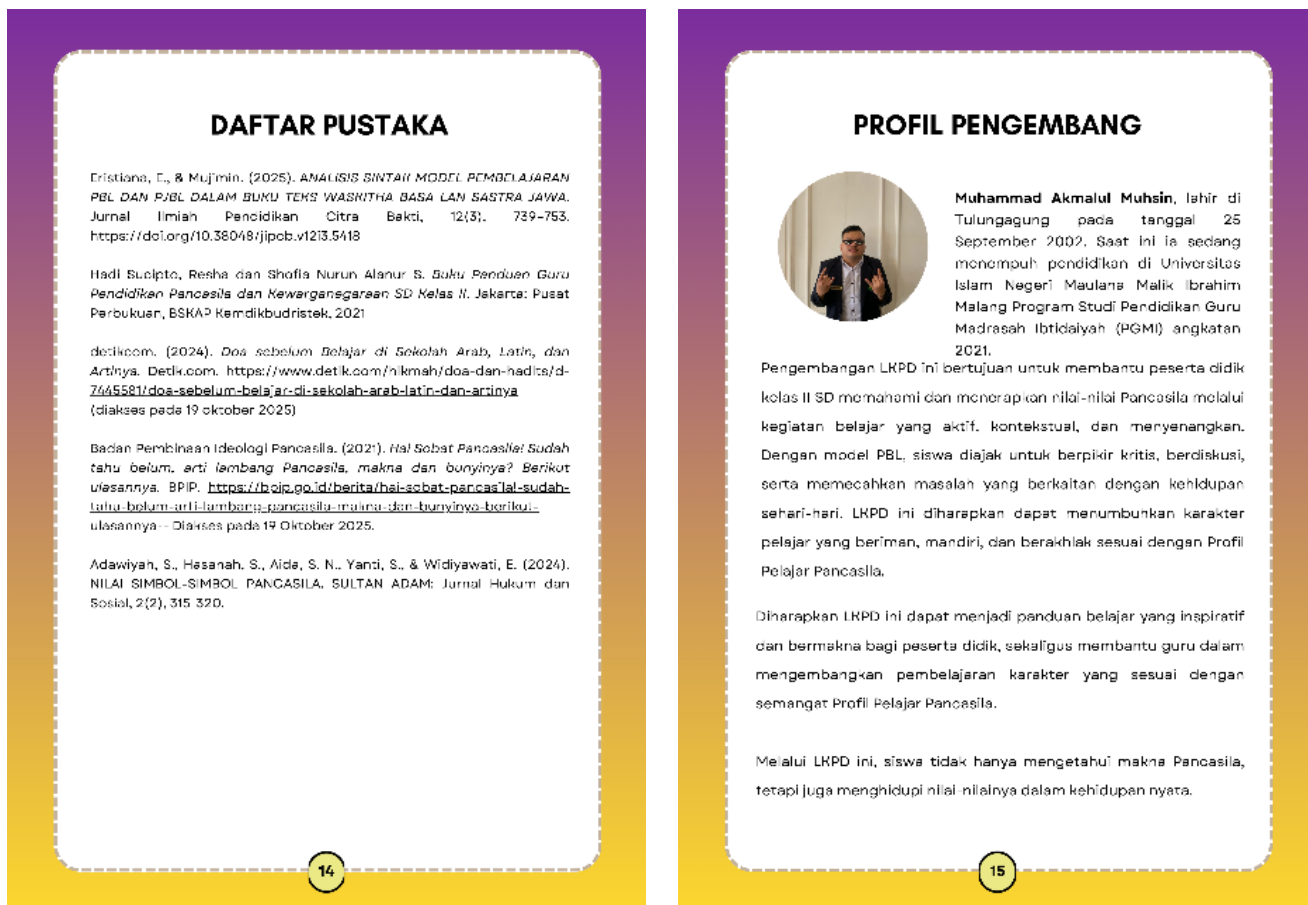 DAFTAR PUSTAKA
Eristiana, E., & Mujimin. (2025). ANALISIS SINTAII MODEL PEMBELAJARAN
PBL DAN PJBL DALAM BUKU TEKS WASKITHA BASA LAN SASTRA JAWA.
Jurnal Ilmiah Pendidikan Citra Bakti, 12(3), 739–753.
https://doi.org/10.38048/jipcb.v12i3.5418
Hadi Sucipto, Resha dan Shofia Nurun Alanur S. Buku Panduan Guru
Pendidikan Pancasila dan Kewarganegaraan SD Kelas II. Jakarta: Pusat
Perbukuan, BSKAP Kemdikbudristek, 2021
detikcom. (2024). Doa sebelum Belajar di Sekolah Arab, Latin, dan
Artinya. Detik.com. https://www.detik.com/hikmah/doa-dan-hadits/d-
7445581/doa-sebelum-belajar-di-sekolah-arab-latin-dan-artinya
(diakses pada 19 oktober 2025)
Badan Pembinaan Ideologi Pancasila. (2021). Hai Sobat Pancasila! Sudah
tahu belum, arti lambang Pancasila, makna dan bunyinya? Berikut
ulasannya. BPIP. https://bpip.go.id/berita/hai-sobat-pancasila!-sudah-
tahu-belum-arti-lambang-pancasila-makna-dan-bunyinya-berikut-
ulasannya-- Diakses pada 19 Oktober 2025.
Adawiyah, S., Hasanah, S., Aida, S. N., Yanti, S., & Widiyawati, E. (2024).
NILAI SIMBOL-SIMBOL PANCASILA. SULTAN ADAM: Jurnal Hukum dan
Sosial, 2(2), 315-320.
14
PROFIL PENGEMBANG
Muhammad Akmalul Muhsin, lahir di
Tulungagung pada tanggal 25
September 2002. Saat ini ia sedang
menempuh pendidikan di Universitas
Islam Negeri Maulana Malik Ibrahim
Malang Program Studi Pendidikan Guru
Madrasah Ibtidaiyah (PGMI) angkatan
2021.
Pengembangan LKPD ini bertujuan untuk membantu peserta didik
kelas II SD memahami dan menerapkan nilai-nilai Pancasila melalui
kegiatan belajar yang aktif, kontekstual, dan menyenangkan.
Dengan model PBL, siswa diajak untuk berpikir kritis, berdiskusi,
serta memecahkan masalah yang berkaitan dengan kehidupan
sehari-hari. LKPD ini diharapkan dapat menumbuhkan karakter
pelajar yang beriman, mandiri, dan berakhlak sesuai dengan Profil
Pelajar Pancasila.
Diharapkan LKPD ini dapat menjadi panduan belajar yang inspiratif
dan bermakna bagi peserta didik, sekaligus membantu guru dalam
mengembangkan pembelajaran karakter yang sesuai dengan
semangat Profil Pelajar Pancasila.
Melalui LKPD ini, siswa tidak hanya mengetahui makna Pancasila,
tetapi juga menghidupi nilai-nilainya dalam kehidupan nyata.
15